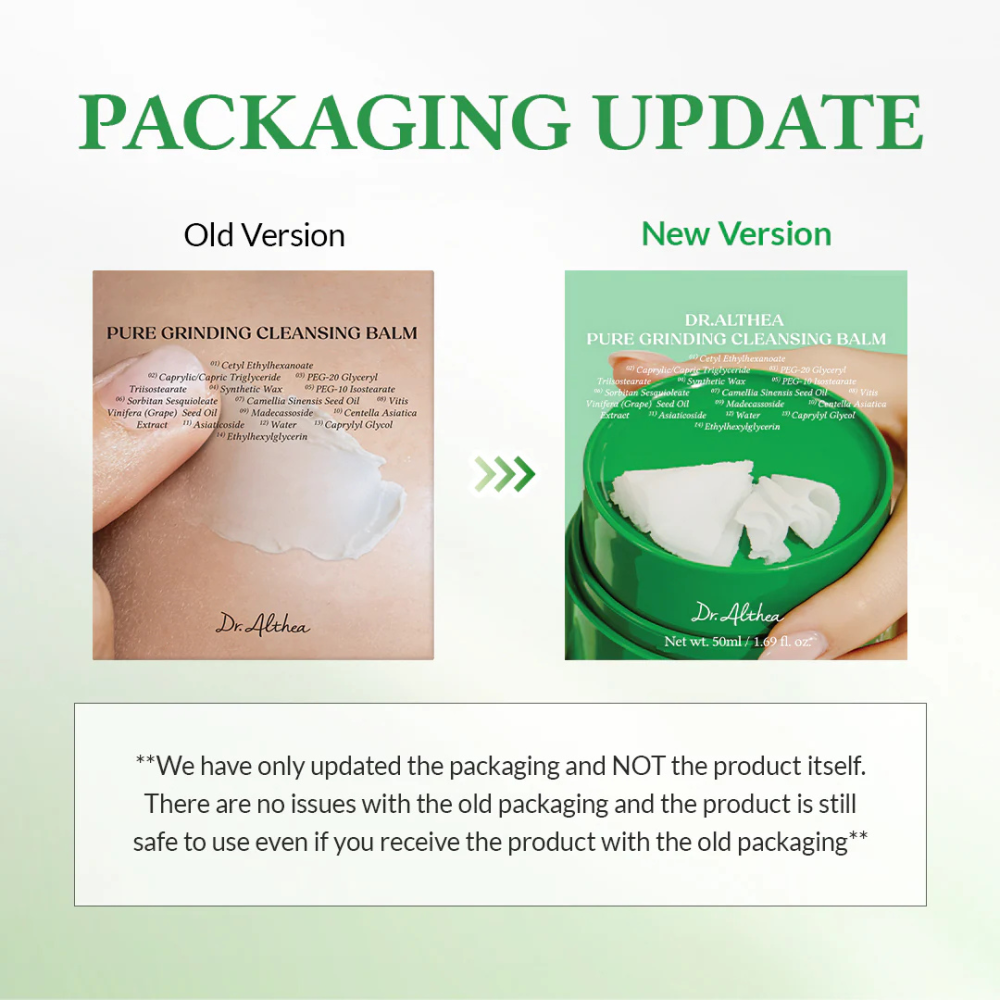 PACKAGING UPDATE
Old Version
PURE GRINDING CLEANSING BALM
01) Cetyl Ethylhexanoate
02) Caprylic/Capric Triglyceride 03) PEG-20 Glyceryl
Triisostearate 04) Synthetic Wax 05) PEG-10 Isostearate
06) Sorbitan Sesquioleate 07) Camellia Sinensis Seed Oil 08) Vitis
Vinifera (Grape) Seed Oil 09) Madecassoside 10) Centella Asiatica
Extract 11) Asiaticoside 12) Water 13) Caprylyl Glycol
14) Ethylhexylglycerin
Dr. Althea
New Version
DR.ALTHEA
PURE GRINDING CLEANSING BALM
01) Cetyl Ethylhexanoate
02) Caprylic/Capric Triglyceride 03) PEG-20 Glyceryl
Triisostearate 04) Synthetic Wax 05) PEG-10 Isostearate
06) Sorbitan Sesquioleate 07) Camellia Sinensis Seed Oil 08) Vitis
Vinifera (Grape) Seed Oil 09) Madecassoside 10) Centella Asiatica
Extract 11) Asiaticoside 12) Water 13) Caprylyl Glycol
14) Ethylhexylglycerin
Dr. Althea
Net wt. 50ml / 1.69 fl. oz.
**We have only updated the packaging and NOT the product itself.
There are no issues with the old packaging and the product is still
safe to use even if you receive the product with the old packaging**